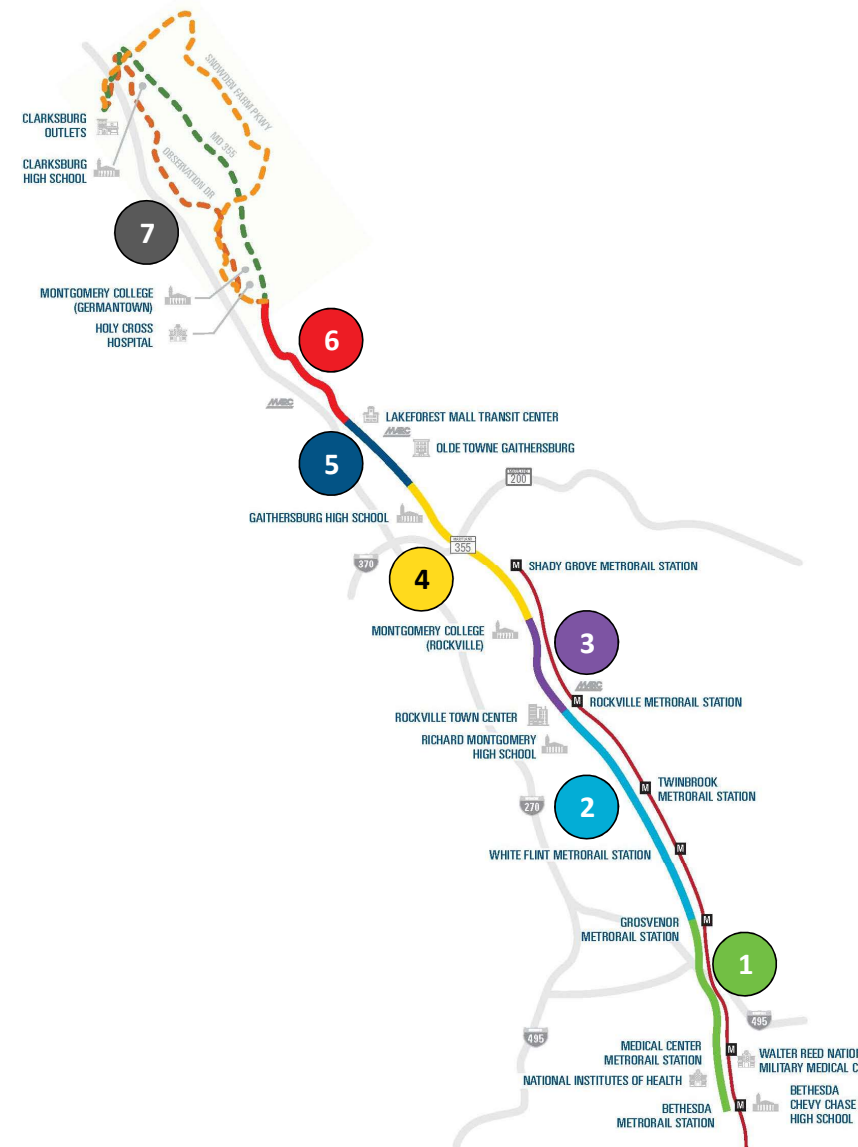 SNOWDEN FARM PKWY
CLARKSBURG
OUTLETS
MD 355
CLARKSBURG
HIGH SCHOOL
OBSERVATION DR
7
MONTGOMERY COLLEGE
(GERMANTOWN)
HOLY CROSS
HOSPITAL
6
MARC
LAKEFOREST MALL TRANSIT CENTER
MARC
OLDE TOWNE GAITHERSBURG
5
200
GAITHERSBURG HIGH SCHOOL
355
370
4
M SHADY GROVE METRORAIL STATION
MONTGOMERY COLLEGE
(ROCKVILLE)
3
MARC
M ROCKVILLE METRORAIL STATION
ROCKVILLE TOWN CENTER
RICHARD MONTGOMERY
HIGH SCHOOL
M TWINBROOK
METRORAIL STATION
270
2
WHITE FLINT METRORAIL STATION M
GROSVENOR M
METRORAIL STATION
1
495
495
MEDICAL CENTER
METRORAIL STATION
M
WALTER REED NATIO
MILITARY MEDICAL C
NATIONAL INSTITUTES OF HEALTH
BETHESDA
METRORAIL STATION
M
BETHESDA
CHEVY CHASE
HIGH SCHOOL